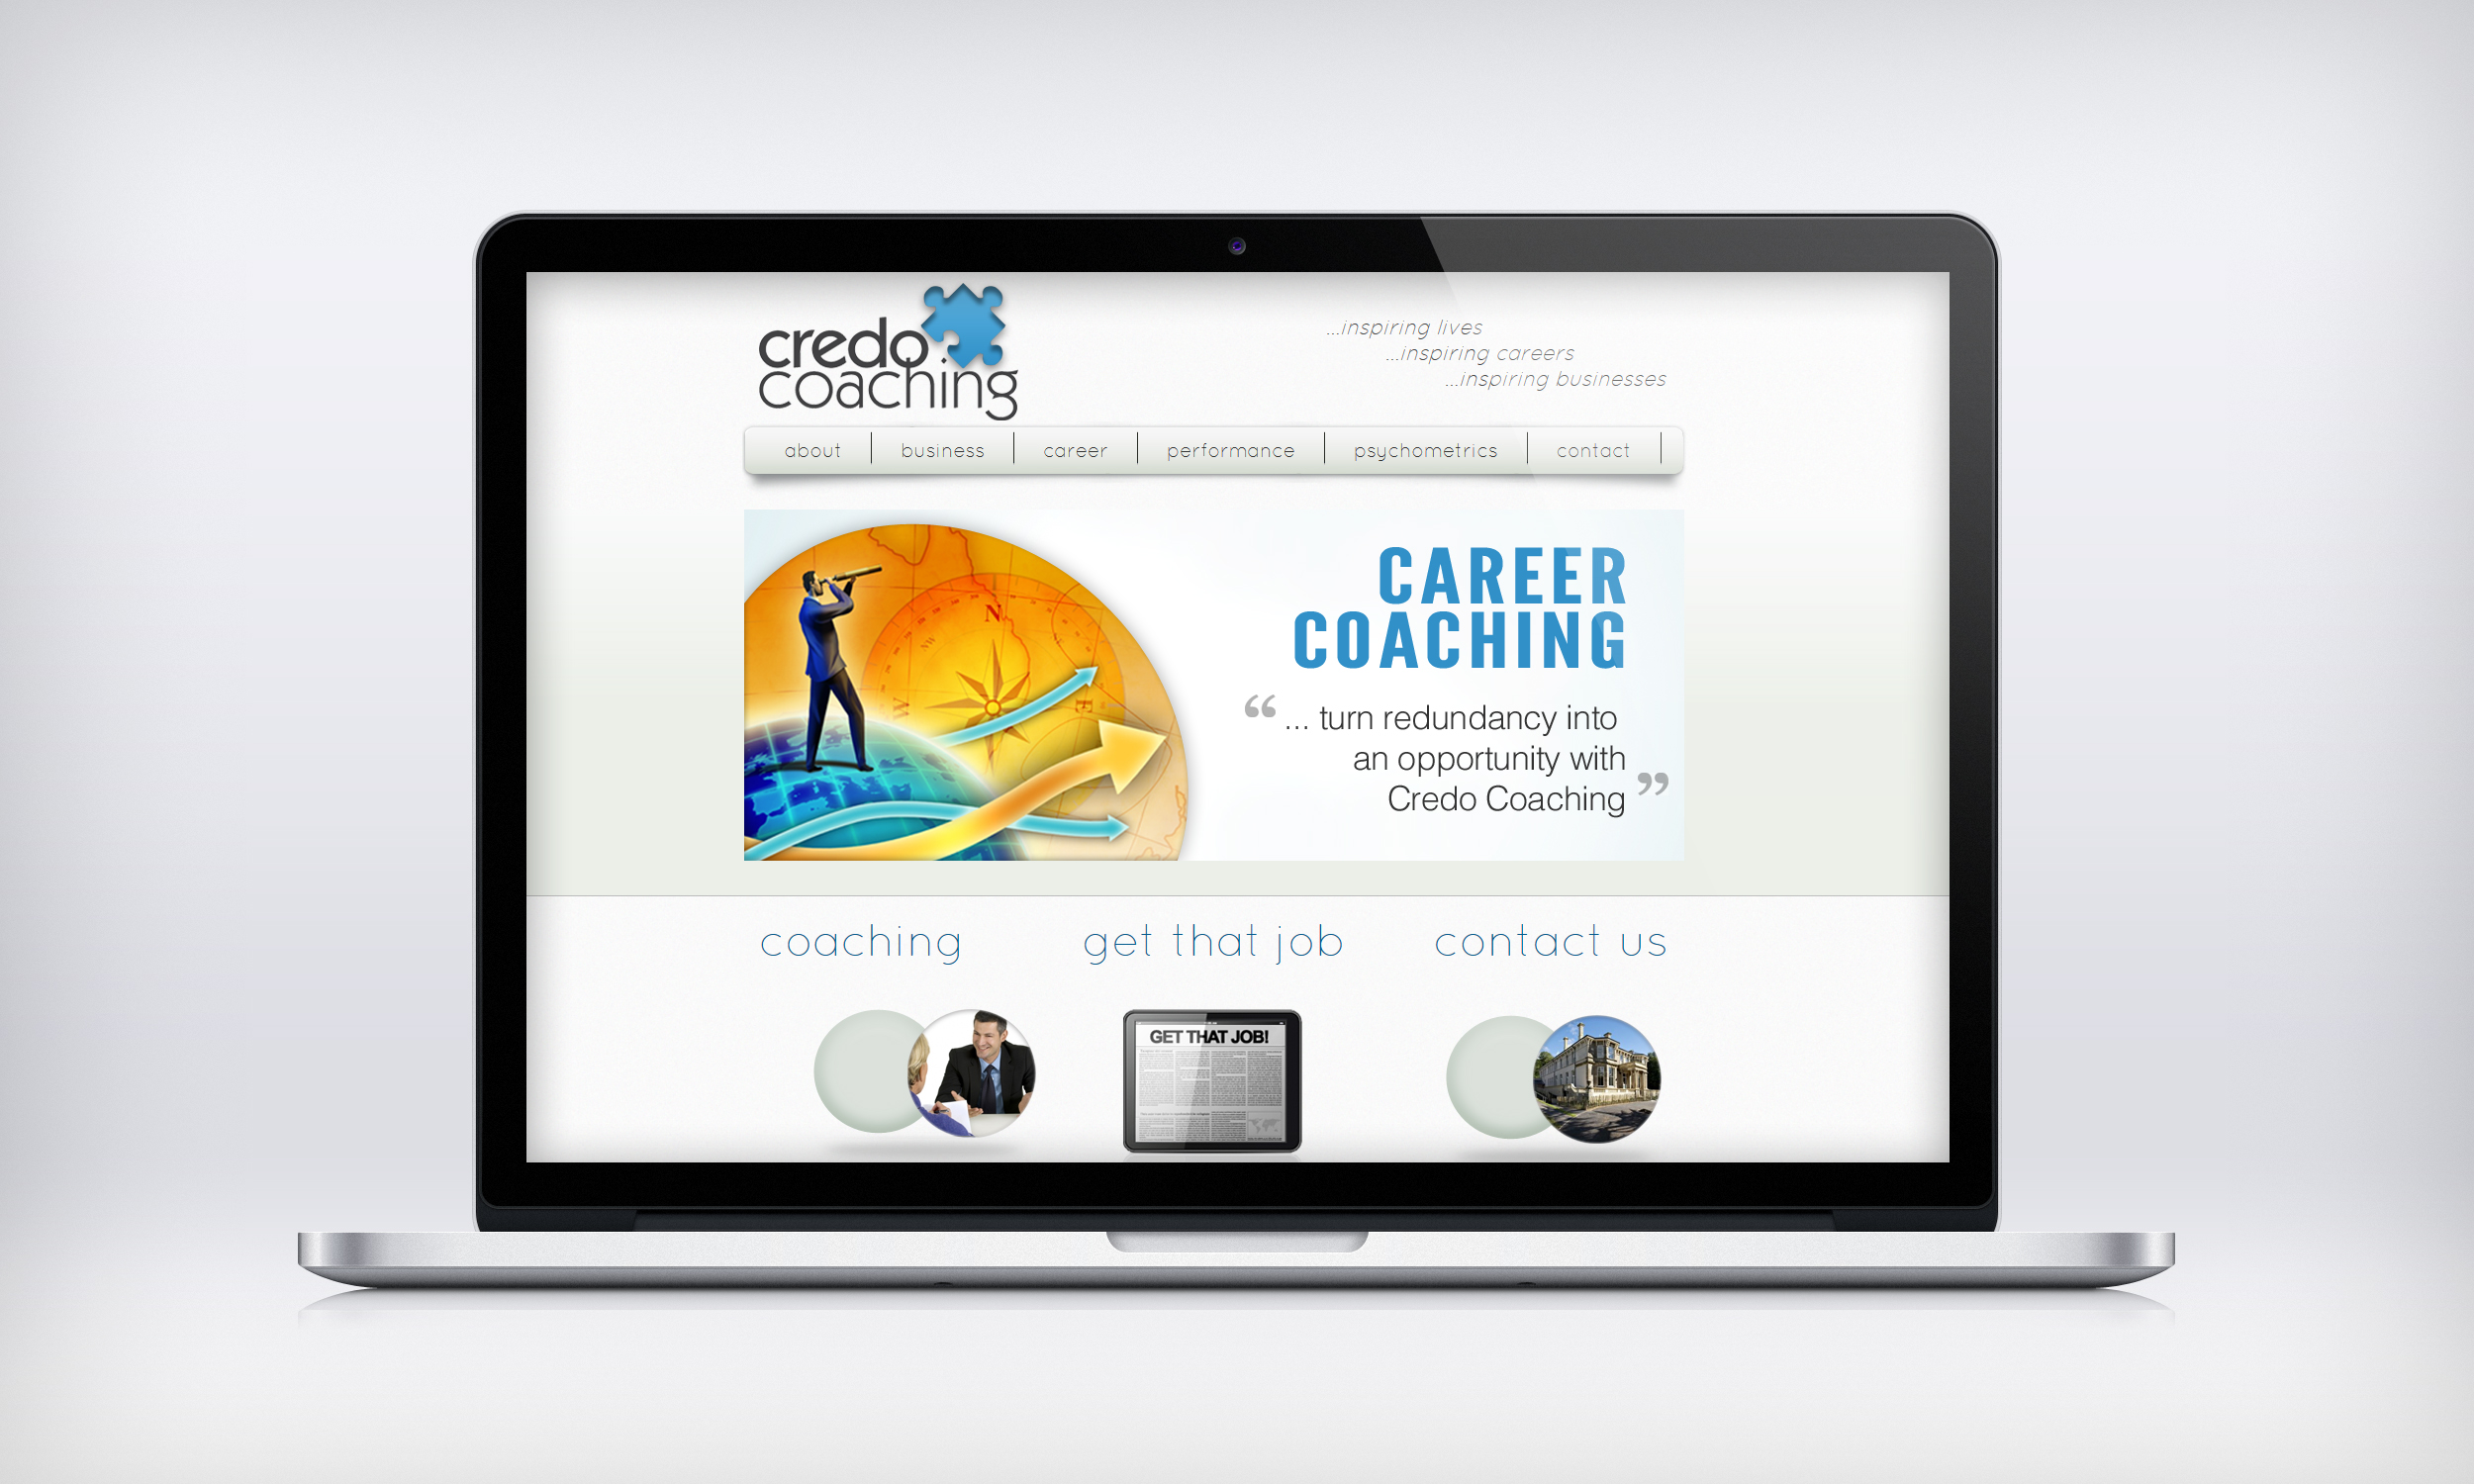 credo
coaching
...inspiring lives
...inspiring careers
...inspiring businesses
about
business
career
performance
psychometrics
contact
N
NW
W
E
CAREER
COACHING
“ ... turn redundancy into
an opportunity with
Credo Coaching ”
coaching
get that job
contact us
GET THAT JOB!